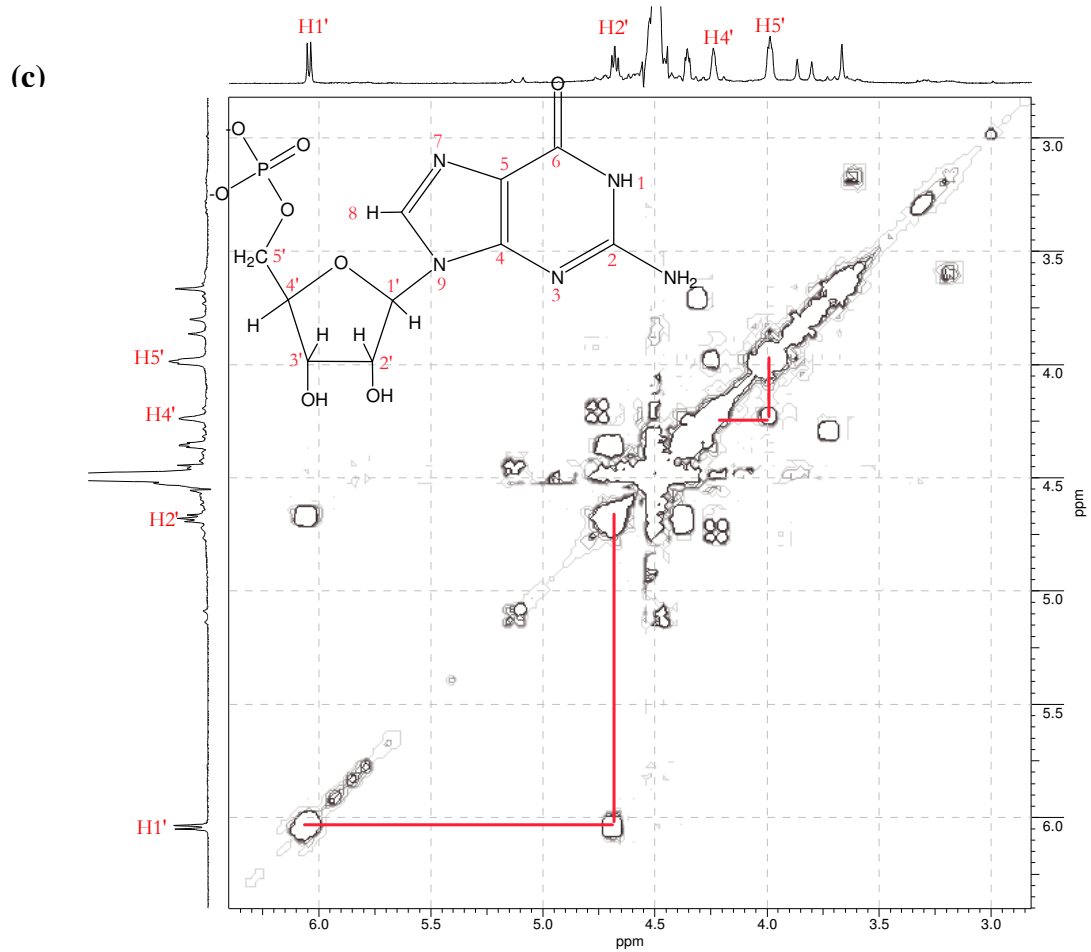 H1' H2' H4' H5'
(c)
O
-O O 7 6
P N 5 NH 1
-O
O 8 H
H2C 5' O 4 2
4' 1' N N NH2
H H H H 9 3
3' 2'
OH OH
H5'
H4'
H2'
H1'
3.0
3.5
4.0
4.5
5.0
5.5
6.0
ppm
6.0 5.5 5.0 4.5 4.0 3.5 3.0
ppm